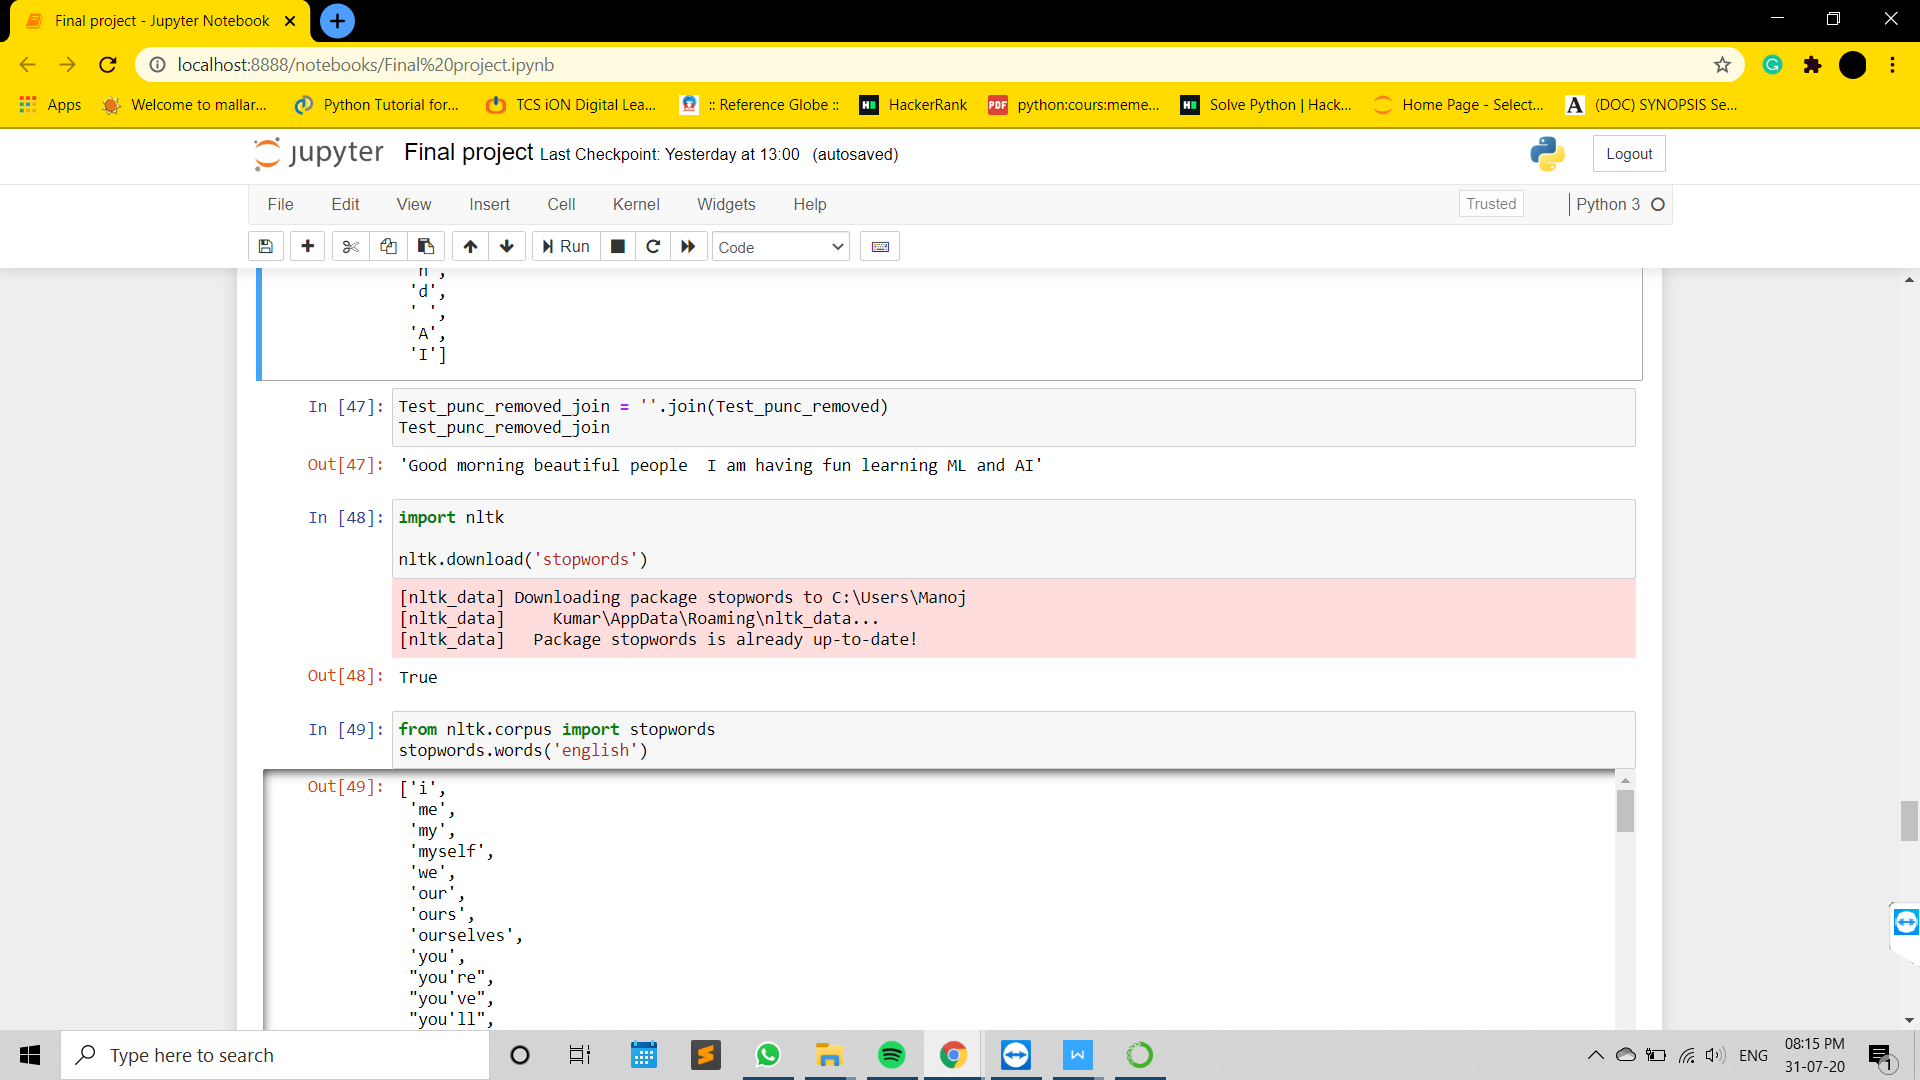 Final project - Jupyter Notebook
localhost:8888/notebooks/Final%20project.ipynb
Apps Welcome to mallar... Python Tutorial for... TCS iON Digital Lea... :: Reference Globe :: HackerRank python:cours:meme... Solve Python | Hack... Home Page - Select... (DOC) SYNOPSIS Se...
jupyter Final project Last Checkpoint: Yesterday at 13:00 (autosaved) Logout
File Edit View Insert Cell Kernel Widgets Help Trusted Python 3
Run Code
'd',
' ',
'A',
'I']
In [47]: Test_punc_removed_join = ''.join(Test_punc_removed)
Test_punc_removed_join
Out[47]: 'Good morning beautiful people  I am having fun learning ML and AI'
In [48]: import nltk
nltk.download('stopwords')
[nltk_data] Downloading package stopwords to C:\Users\Manoj
[nltk_data]     Kumar\AppData\Roaming\nltk_data...
[nltk_data]   Package stopwords is already up-to-date!
Out[48]: True
In [49]: from nltk.corpus import stopwords
stopwords.words('english')
Out[49]: ['i',
'me',
'my',
'myself',
'we',
'our',
'ours',
'ourselves',
'you',
"you're",
"you've",
"you'll",
Type here to search
ENG
08:15 PM
31-07-20
1